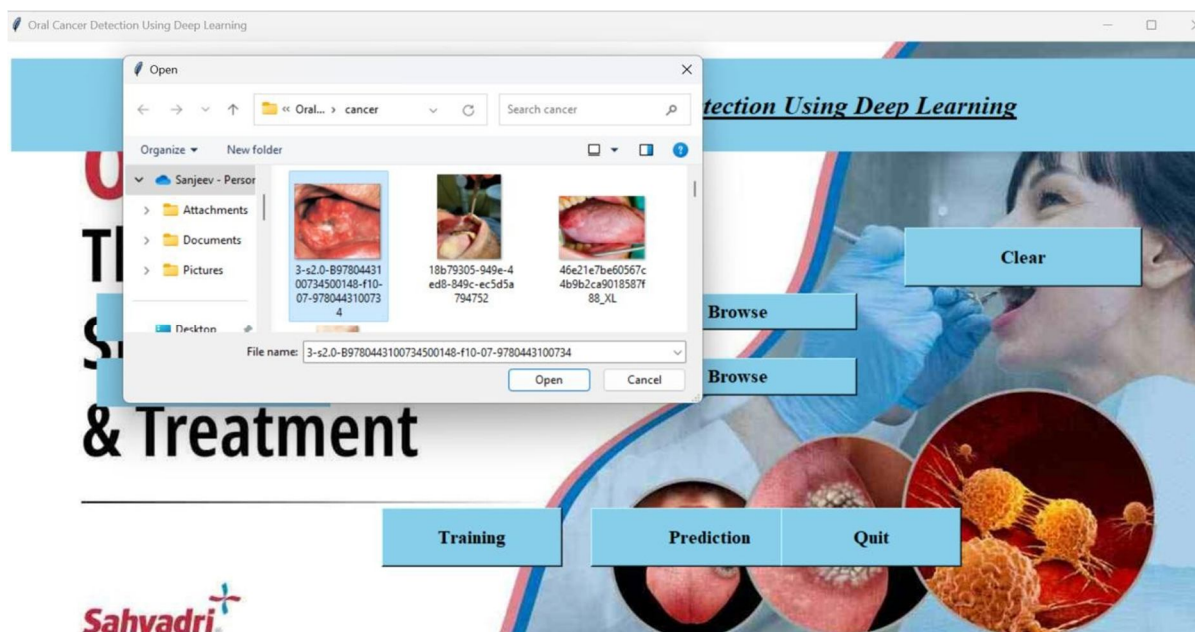 Oral Cancer Detection Using Deep Learning
Open
tection Using Deep Learning
« Oral... › cancer
Search cancer
Organize
New folder
Sanjeev - Persor
Attachments
Documents
Pictures
Desktop
3-s2.0-B97804431
00734500148-f10-
07-978044310073
4
18b79305-949e-4
ed8-849c-ec5d5a
794752
46e21e7be60567c
4b9b2ca9018587f
88_XL
File name: 3-s2.0-B9780443100734500148-f10-07-9780443100734
Open
Cancel
Clear
Browse
Browse
& Treatment
Training
Prediction
Quit
Sahyadri